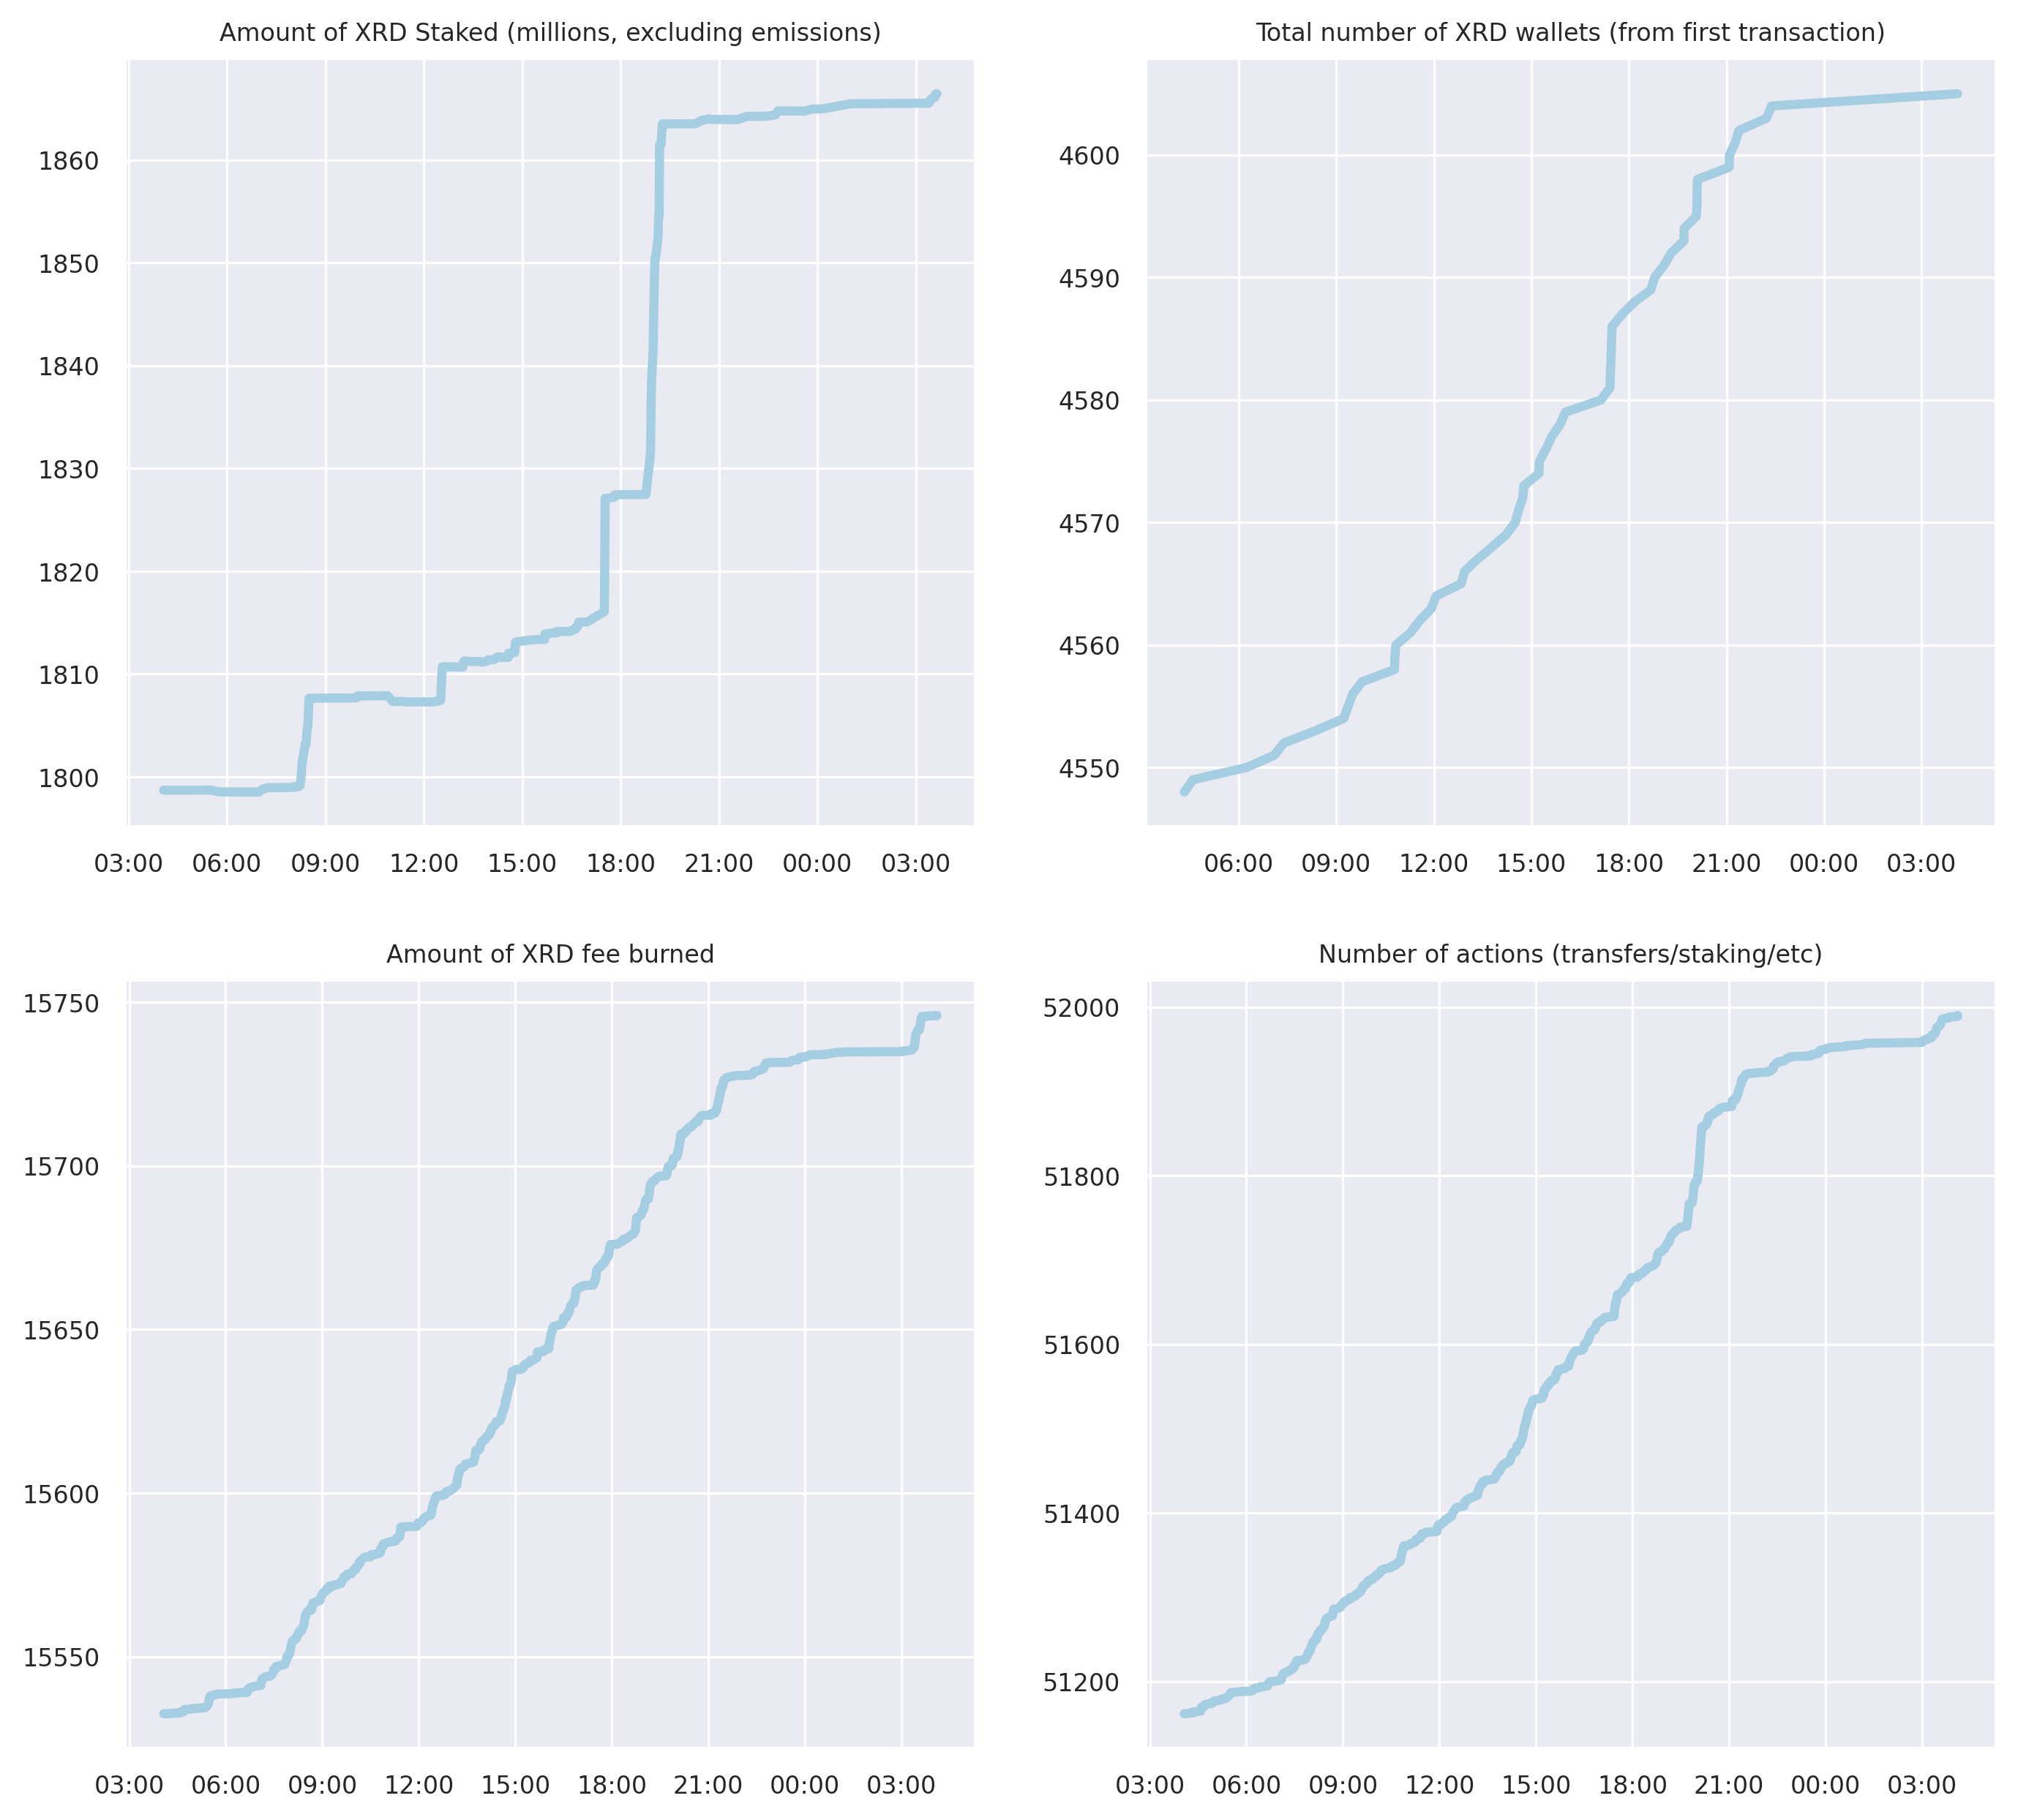 Amount of XRD Staked (millions, excluding emissions)
1860
1850
1840
1830
1820
1810
1800
03:00 06:00 09:00 12:00 15:00 18:00 21:00 00:00 03:00
Total number of XRD wallets (from first transaction)
4600
4590
4580
4570
4560
4550
06:00 09:00 12:00 15:00 18:00 21:00 00:00 03:00
Amount of XRD fee burned
15750
15700
15650
15600
15550
03:00 06:00 09:00 12:00 15:00 18:00 21:00 00:00 03:00
Number of actions (transfers/staking/etc)
52000
51800
51600
51400
51200
03:00 06:00 09:00 12:00 15:00 18:00 21:00 00:00 03:00